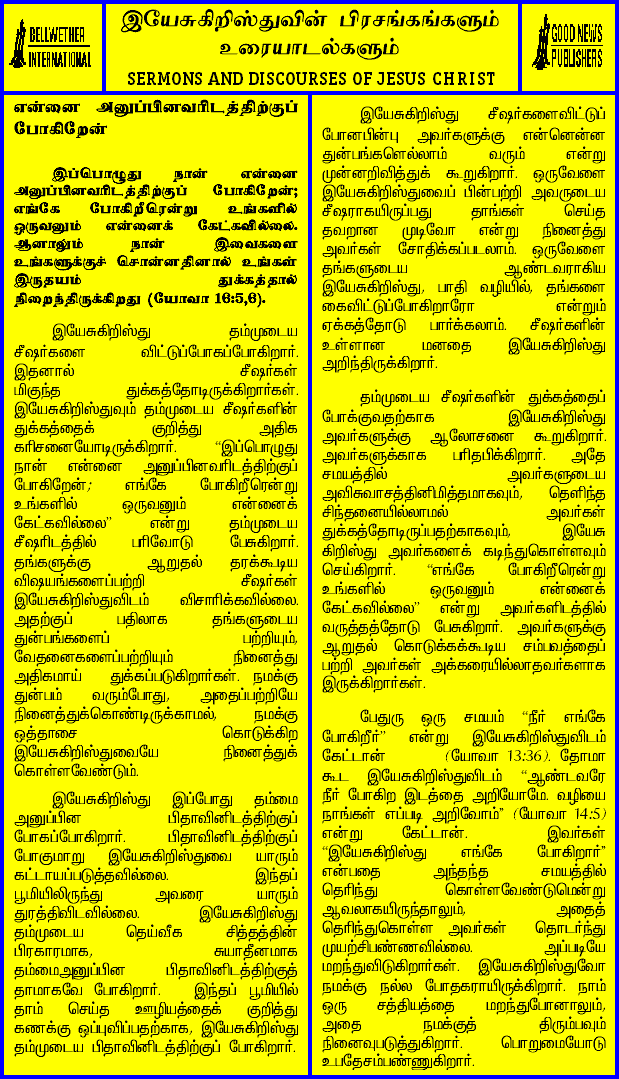 BELLWETHER
INTERNATIONAL
இயேசுகிறிஸ்துவின் பிரசங்கங்களும்
உரையாடல்களும்
SERMONS AND DISCOURSES OF JESUS CHRIST
GOOD NEWS
PUBLISHERS
என்னை அனுப்பினவரிடத்திற்குப்
போகிறேன்
இப்பொழுது நான் என்னை
அனுப்பினவரிடத்திற்குப் போகிறேன்;
எங்கே போகிறீரென்று உங்களில்
ஒருவனும் என்னைக் கேட்கவில்லை.
ஆனாலும் நான் இவைகளை
உங்களுக்குச் சொன்னதினால் உங்கள்
இருதயம் துக்கத்தால்
நிறைந்திருக்கிறது (யோவா 16:5,6).
இயேசுகிறிஸ்து தம்முடைய
சீஷர்களை விட்டுப்போகப்போகிறார்.
இதனால் சீஷர்கள்
மிகுந்த துக்கத்தோடிருக்கிறார்கள்.
இயேசுகிறிஸ்துவும் தம்முடைய சீஷர்களின்
துக்கத்தைக் குறித்து அதிக
கரிசனையோடிருக்கிறார். “இப்பொழுது
நான் என்னை அனுப்பினவரிடத்திற்குப்
போகிறேன்; எங்கே போகிறீரென்று
உங்களில் ஒருவனும் என்னைக்
கேட்கவில்லை” என்று தம்முடைய
சீஷரிடத்தில் பரிவோடு பேசுகிறார்.
தங்களுக்கு ஆறுதல் தரக்கூடிய
விஷயங்களைப்பற்றி சீஷர்கள்
இயேசுகிறிஸ்துவிடம் விசாரிக்கவில்லை.
அதற்குப் பதிலாக தங்களுடைய
துன்பங்களைப் பற்றியும்,
வேதனைகளைப்பற்றியும் நினைத்து
அதிகமாய் துக்கப்படுகிறார்கள். நமக்கு
துன்பம் வரும்போது, அதைப்பற்றியே
நினைத்துக்கொண்டிருக்காமல், நமக்கு
ஒத்தாசை கொடுக்கிற
இயேசுகிறிஸ்துவையே நினைத்துக்
கொள்ளவேண்டும்.
இயேசுகிறிஸ்து இப்போது தம்மை
அனுப்பின பிதாவினிடத்திற்குப்
போகப்போகிறார். பிதாவினிடத்திற்குப்
போகுமாறு இயேசுகிறிஸ்துவை யாரும்
கட்டாயப்படுத்தவில்லை. இந்தப்
பூமியிலிருந்து அவரை யாரும்
துரத்திவிடவில்லை. இயேசுகிறிஸ்து
தம்முடைய தெய்வீக சித்தத்தின்
பிரகாரமாக, சுயாதீனமாக
தம்மைஅனுப்பின பிதாவினிடத்திற்குத்
தாமாகவே போகிறார். இந்தப் பூமியில்
தாம் செய்த ஊழியத்தைக் குறித்து
கணக்கு ஒப்புவிப்பதற்காக, இயேசுகிறிஸ்து
தம்முடைய பிதாவினிடத்திற்குப் போகிறார்.
இயேசுகிறிஸ்து சீஷர்களைவிட்டுப்
போனபின்பு அவர்களுக்கு என்னென்ன
துன்பங்களெல்லாம் வரும் என்று
முன்னறிவித்துக் கூறுகிறார். ஒருவேளை
இயேசுகிறிஸ்துவைப் பின்பற்றி அவருடைய
சீஷராகயிருப்பது தாங்கள் செய்த
தவறான முடிவோ என்று நினைத்து
அவர்கள் சோதிக்கப்படலாம். ஒருவேளை
தங்களுடைய ஆண்டவராகிய
இயேசுகிறிஸ்து, பாதி வழியில், தங்களை
கைவிட்டுப்போகிறாரோ என்றும்
ஏக்கத்தோடு பார்க்கலாம். சீஷர்களின்
உள்ளான மனதை இயேசுகிறிஸ்து
அறிந்திருக்கிறார்.
தம்முடைய சீஷர்களின் துக்கத்தைப்
போக்குவதற்காக இயேசுகிறிஸ்து
அவர்களுக்கு ஆலோசனை கூறுகிறார்.
அவர்களுக்காக பரிதபிக்கிறார். அதே
சமயத்தில் அவர்களுடைய
அவிசுவாசத்தினிமித்தமாகவும், தெளிந்த
சிந்தனையில்லாமல் அவர்கள்
துக்கத்தோடிருப்பதற்காகவும், இயேசு
கிறிஸ்து அவர்களைக் கடிந்துகொள்ளவும்
செய்கிறார். “எங்கே போகிறீரென்று
உங்களில் ஒருவனும் என்னைக்
கேட்கவில்லை” என்று அவர்களிடத்தில்
வருத்தத்தோடு பேசுகிறார். அவர்களுக்கு
ஆறுதல் கொடுக்கக்கூடிய சம்பவத்தைப்
பற்றி அவர்கள் அக்கரையில்லாதவர்களாக
இருக்கிறார்கள்.
பேதுரு ஒரு சமயம் “நீர் எங்கே
போகிறீர்” என்று இயேசுகிறிஸ்துவிடம்
கேட்டான் (யோவா 13:36). தோமா
கூட இயேசுகிறிஸ்துவிடம் “ஆண்டவரே
நீர் போகிற இடத்தை அறியோமே. வழியை
நாங்கள் எப்படி அறிவோம்” (யோவா 14:5)
என்று கேட்டான். இவர்கள்
“இயேசுகிறிஸ்து எங்கே போகிறார்”
என்பதை அந்தந்த சமயத்தில்
தெரிந்து கொள்ளவேண்டுமென்று
ஆவலாகயிருந்தாலும், அதைத்
தெரிந்துகொள்ள அவர்கள் தொடர்ந்து
முயற்சிபண்ணவில்லை. அப்படியே
மறந்துவிடுகிறார்கள். இயேசுகிறிஸ்துவோ
நமக்கு நல்ல போதகராயிருக்கிறார். நாம்
ஒரு சத்தியத்தை மறந்துபோனாலும்,
அதை நமக்குத் திரும்பவும்
நினைவுபடுத்துகிறார். பொறுமையோடு
உபதேசம்பண்ணுகிறார்.